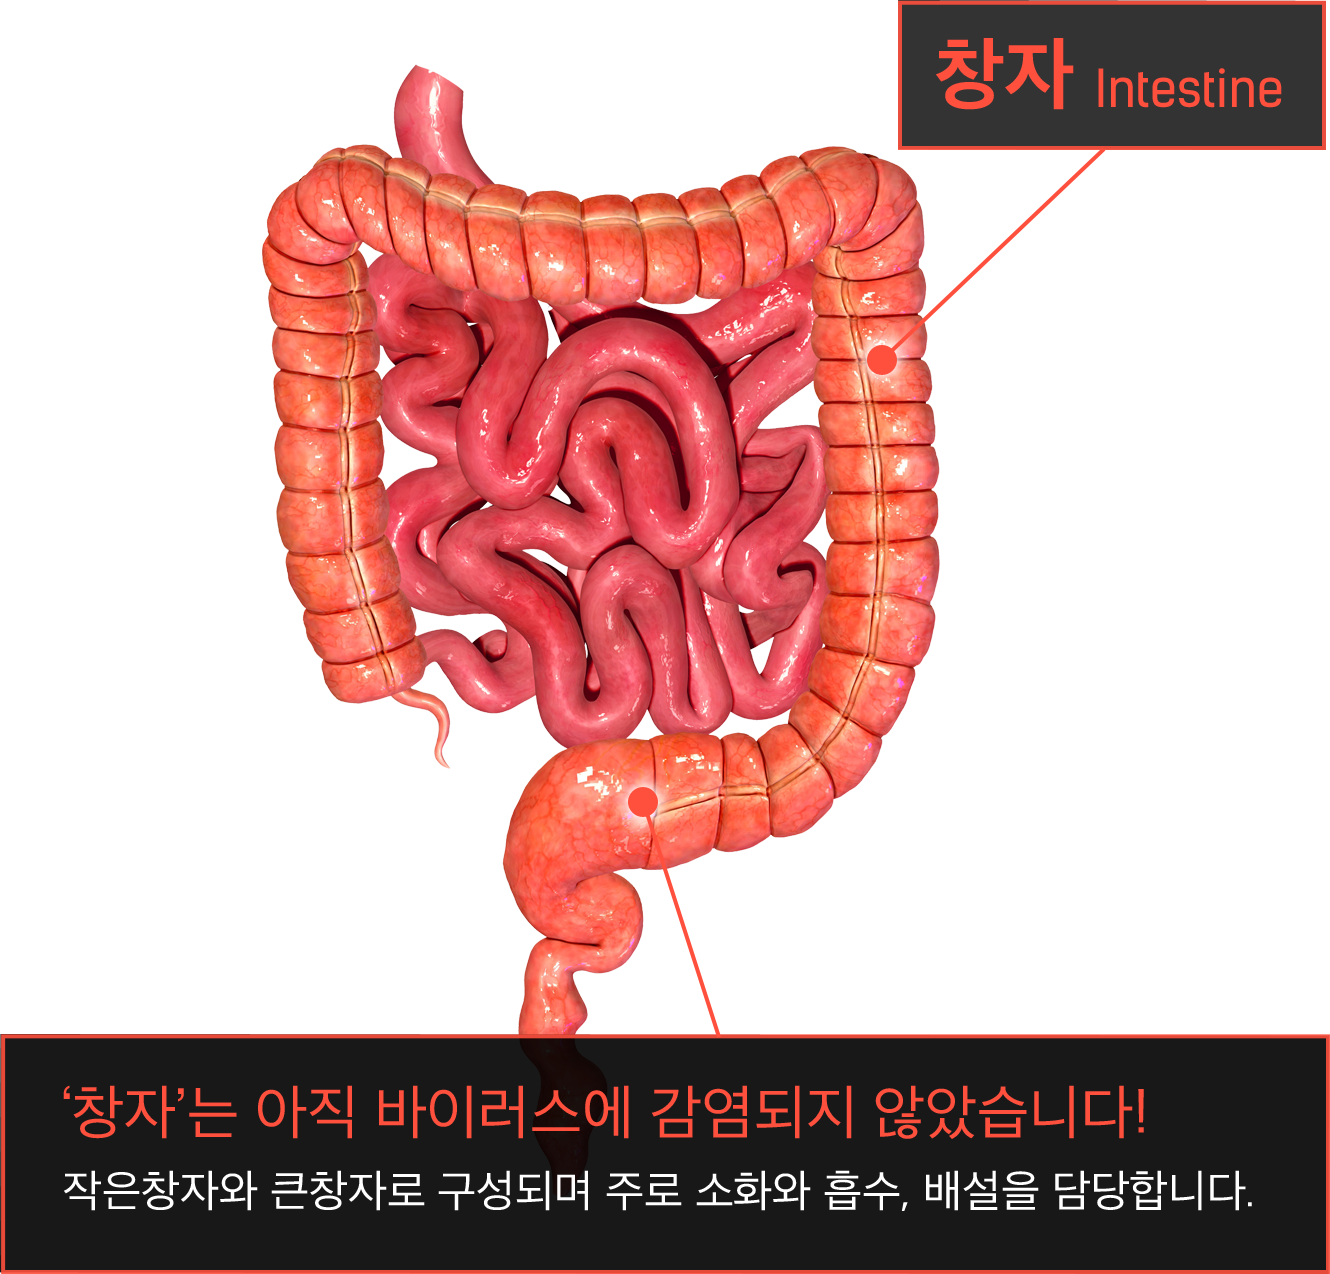 창자 Intestine
‘창자’는 아직 바이러스에 감염되지 않았습니다!
작은창자와 큰창자로 구성되며 주로 소화와 흡수, 배설을 담당합니다.